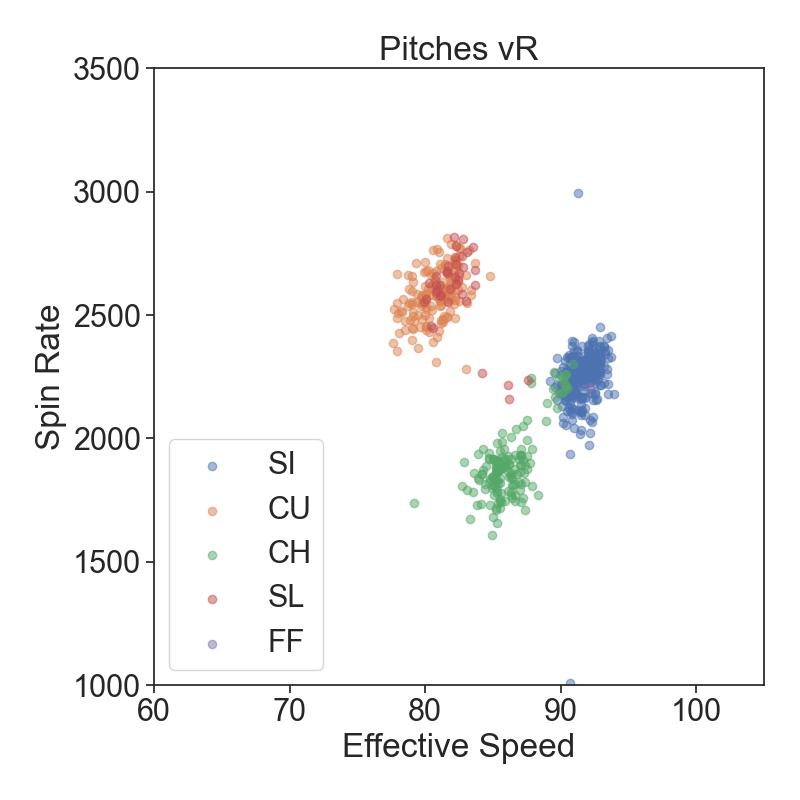 Pitches vR
3500
3000
2500
2000
1500
1000
Spin Rate
SI
CU
CH
SL
FF
60 70 80 90 100
Effective Speed